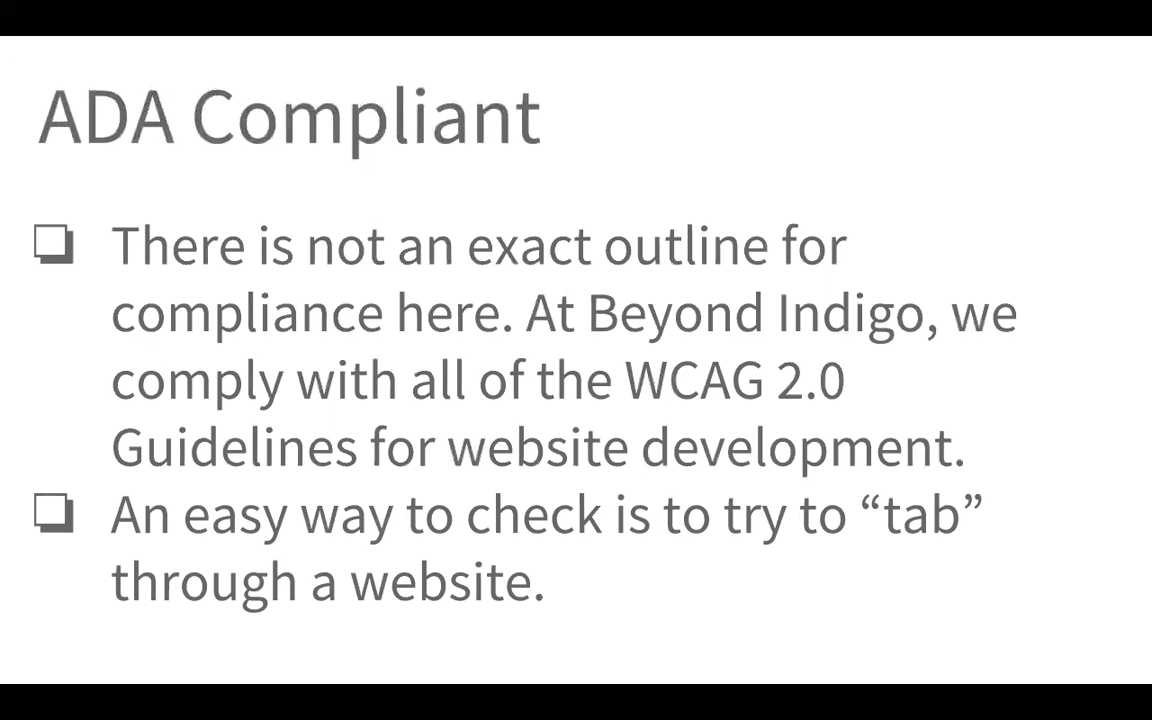 ADA Compliant
❏ There is not an exact outline for
compliance here. At Beyond Indigo, we
comply with all of the WCAG 2.0
Guidelines for website development.
❏ An easy way to check is to try to “tab”
through a website.